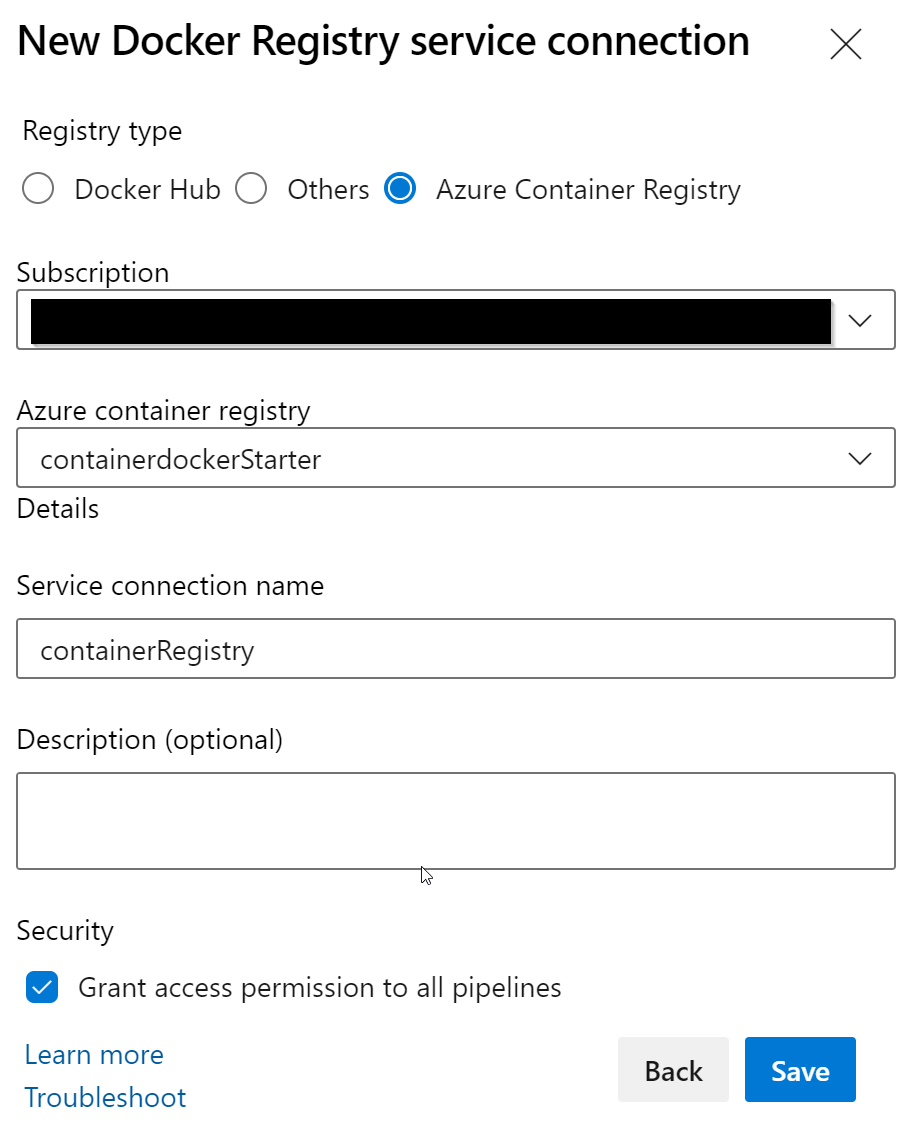 New Docker Registry service connection
Registry type
Docker Hub Others Azure Container Registry
Subscription
Azure container registry
containerdockerStarter
Details
Service connection name
containerRegistry
Description (optional)
Security
Grant access permission to all pipelines
Learn more
Back Save
Troubleshoot